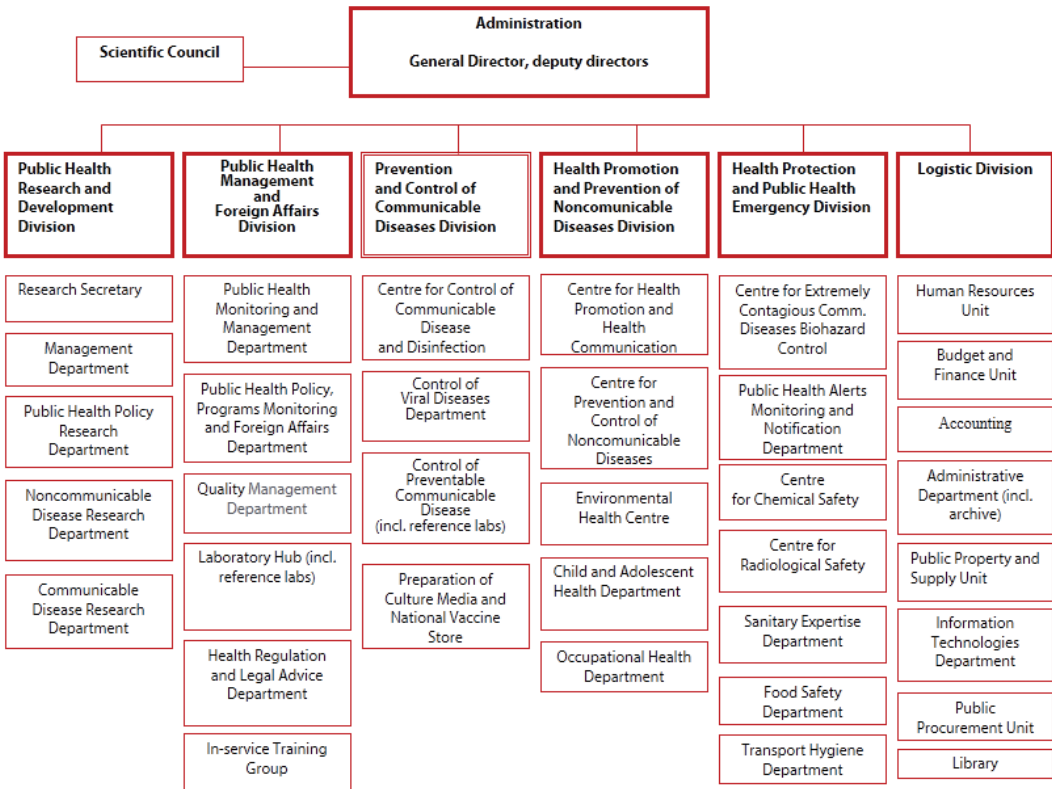 Administration
General Director, deputy directors
Scientific Council
Public Health
Research and
Development
Division
Public Health
Management
and
Foreign Affairs
Division
Prevention
and Control of
Communicable
Diseases Division
Health Promotion
and Prevention of
Noncomunicable
Diseases Division
Health Protection
and Public Health
Emergency Division
Logistic Division
Research Secretary
Management
Department
Public Health Policy
Research
Department
Noncommunicable
Disease Research
Department
Communicable
Disease Research
Department
Public Health
Monitoring and
Management
Department
Public Health Policy,
Programs Monitoring
and Foreign Affairs
Department
Quality Management
Department
Laboratory Hub (incl.
reference labs)
Health Regulation
and Legal Advice
Department
In-service Training
Group
Centre for Control of
Communicable
Disease
and Disinfection
Control of
Viral Diseases
Department
Control of
Preventable
Communicable
Disease
(incl. reference labs)
Preparation of
Culture Media and
National Vaccine
Store
Centre for Health
Promotion and
Health
Communication
Centre for
Prevention and
Control of
Noncomunicable
Diseases
Environmental
Health Centre
Child and Adolescent
Health Department
Occupational Health
Department
Centre for Extremely
Contagious Comm.
Diseases Biohazard
Control
Public Health Alerts
Monitoring and
Notification
Department
Centre
for Chemical Safety
Centre for
Radiological Safety
Sanitary Expertise
Department
Food Safety
Department
Transport Hygiene
Department
Human Resources
Unit
Budget and
Finance Unit
Accounting
Administrative
Department (incl.
archive)
Public Property and
Supply Unit
Information
Technologies
Department
Public
Procurement Unit
Library